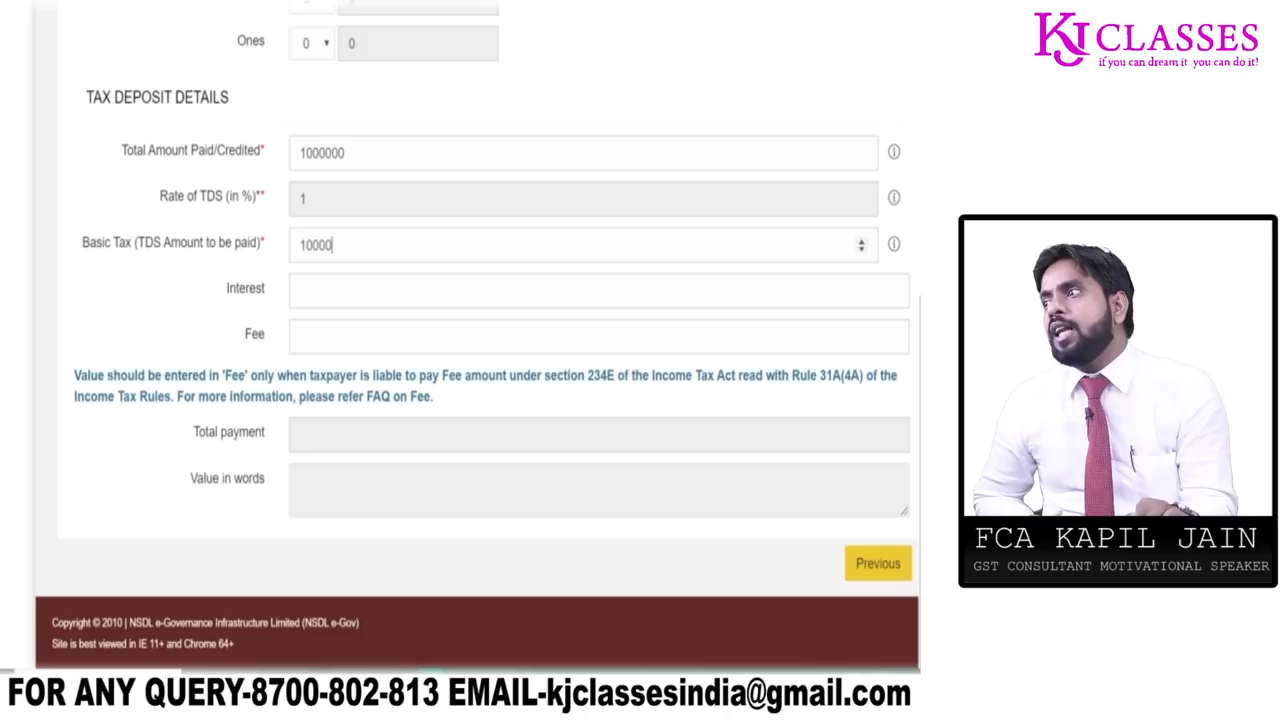 KJ CLASSES
if you can dream it you can do it!
Ones 0 0
TAX DEPOSIT DETAILS
Total Amount Paid/Credited* 1000000
Rate of TDS (in %)** 1
Basic Tax (TDS Amount to be paid)* 10000
Interest
Fee
Value should be entered in 'Fee' only when taxpayer is liable to pay Fee amount under section 234E of the Income Tax Act read with Rule 31A(4A) of the
Income Tax Rules. For more information, please refer FAQ on Fee.
Total payment
Value in words
Previous
Copyright © 2010 | NSDL e-Governance Infrastructure Limited (NSDL e-Gov)
Site is best viewed in IE 11+ and Chrome 64+
FCA KAPIL JAIN
GST CONSULTANT MOTIVATIONAL SPEAKER
FOR ANY QUERY-8700-802-813 EMAIL-kjclassesindia@gmail.com